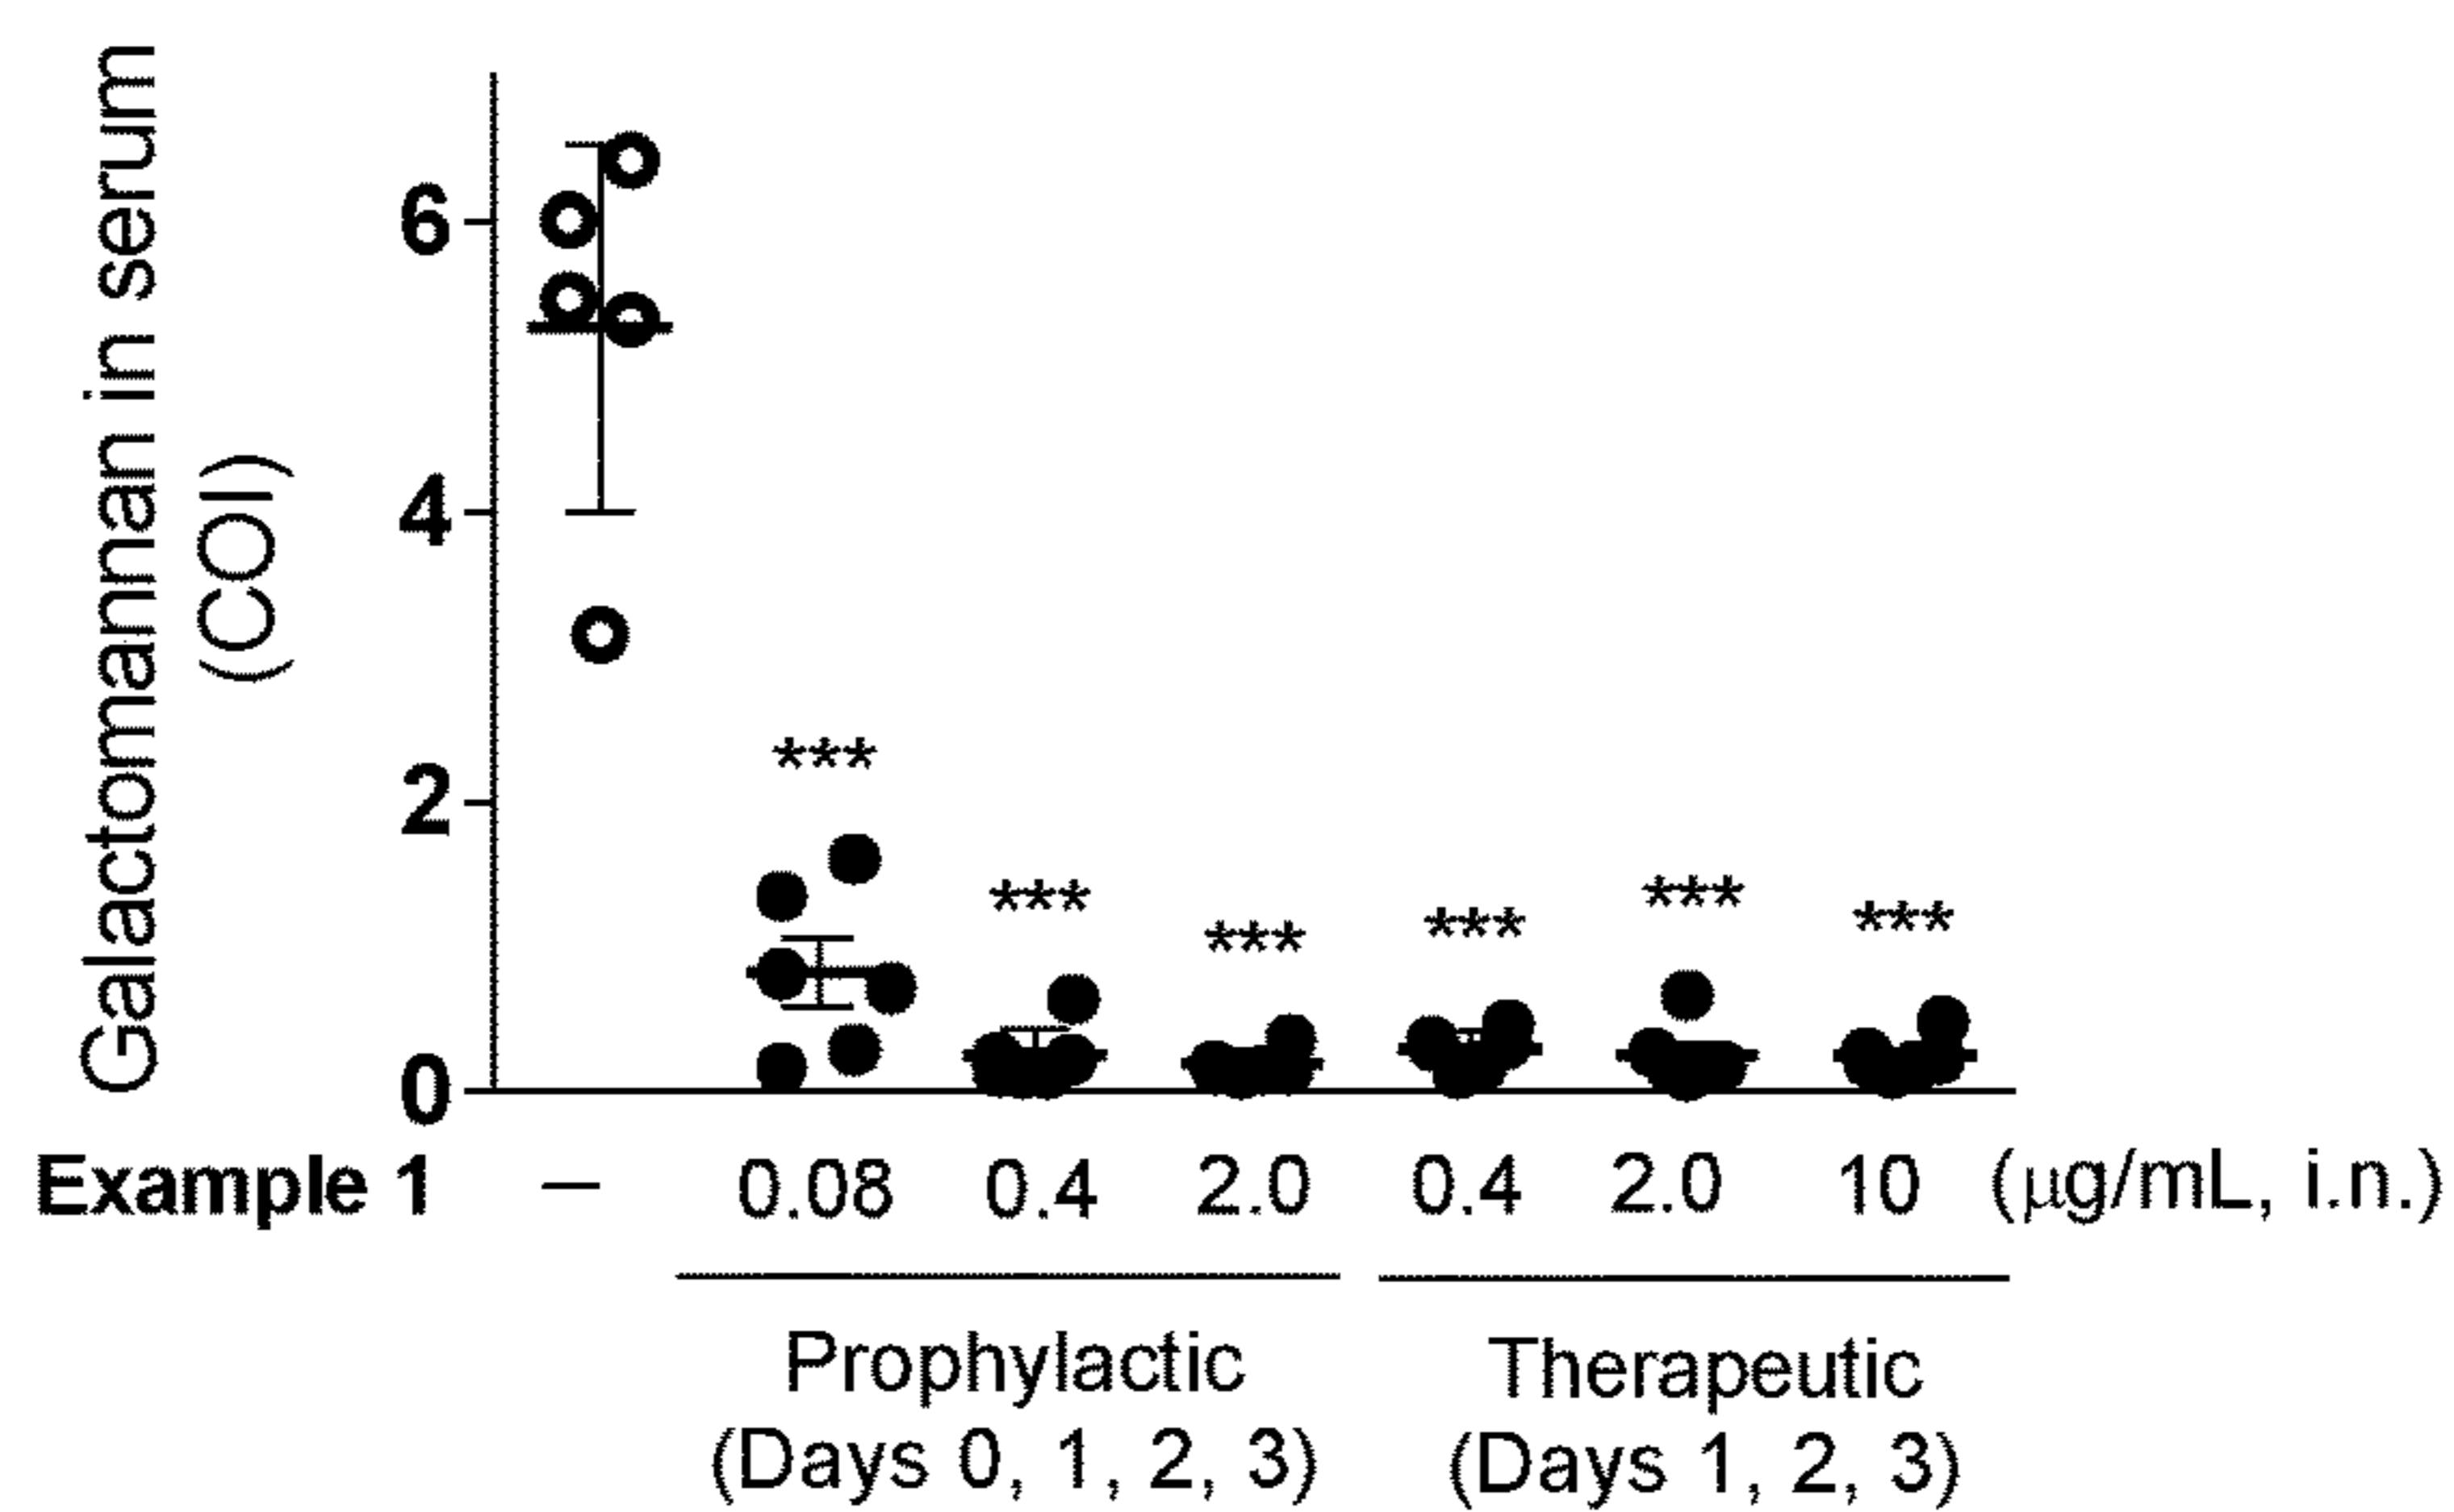 Galactomannan in serum
(COI)
6
4
2
0
***
***
***
***
***
***
Example 1 – 0.08 0.4 2.0 0.4 2.0 10 (µg/mL, i.n.)
Prophylactic
(Days 0, 1, 2, 3)
Therapeutic
(Days 1, 2, 3)